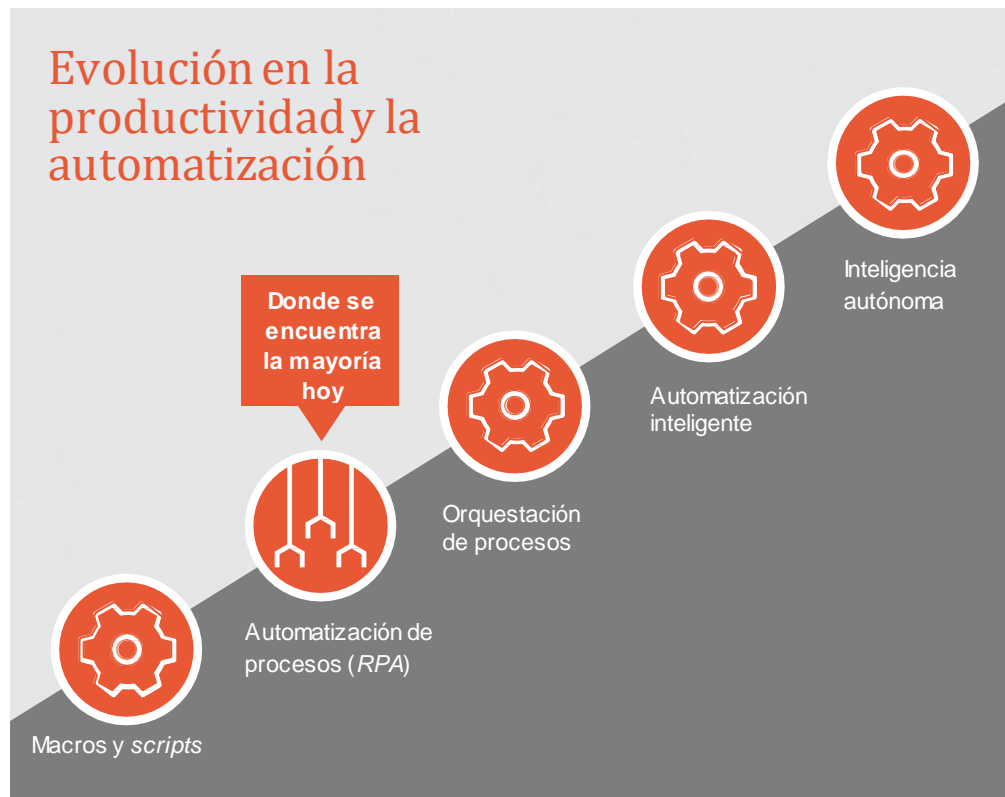 Evolución en la
productividad y la
automatización
Inteligencia
autónoma
Donde se
encuentra
la mayoría
hoy
Automatización
inteligente
Orquestación
de procesos
Automatización de
procesos (RPA)
Macros y scripts